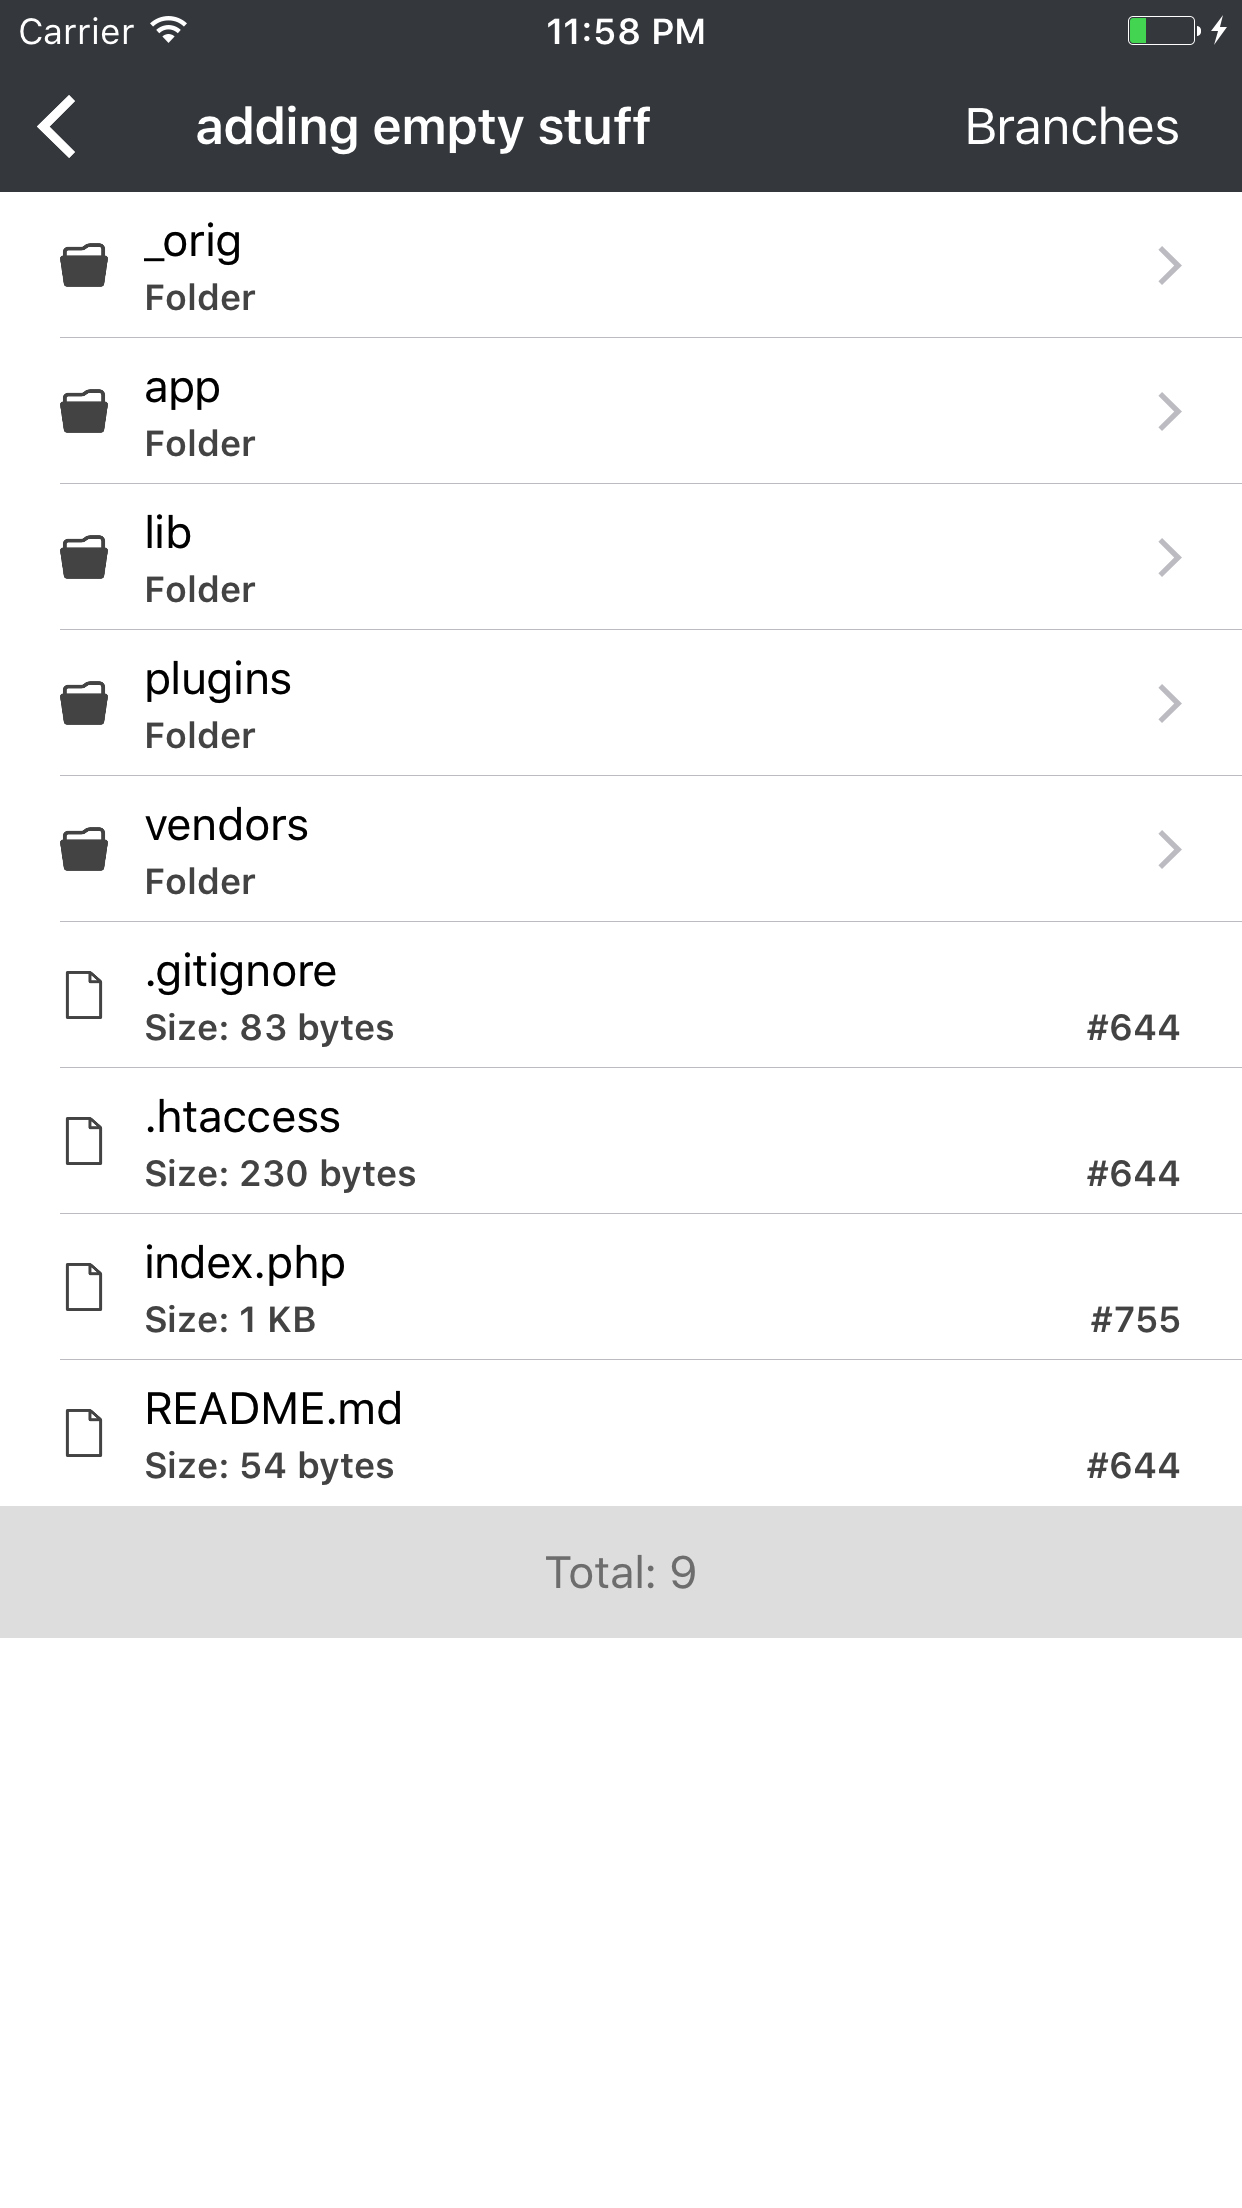 Carrier 11:58 PM
adding empty stuff Branches
_orig
Folder
app
Folder
lib
Folder
plugins
Folder
vendors
Folder
.gitignore
Size: 83 bytes #644
.htaccess
Size: 230 bytes #644
index.php
Size: 1 KB #755
README.md
Size: 54 bytes #644
Total: 9